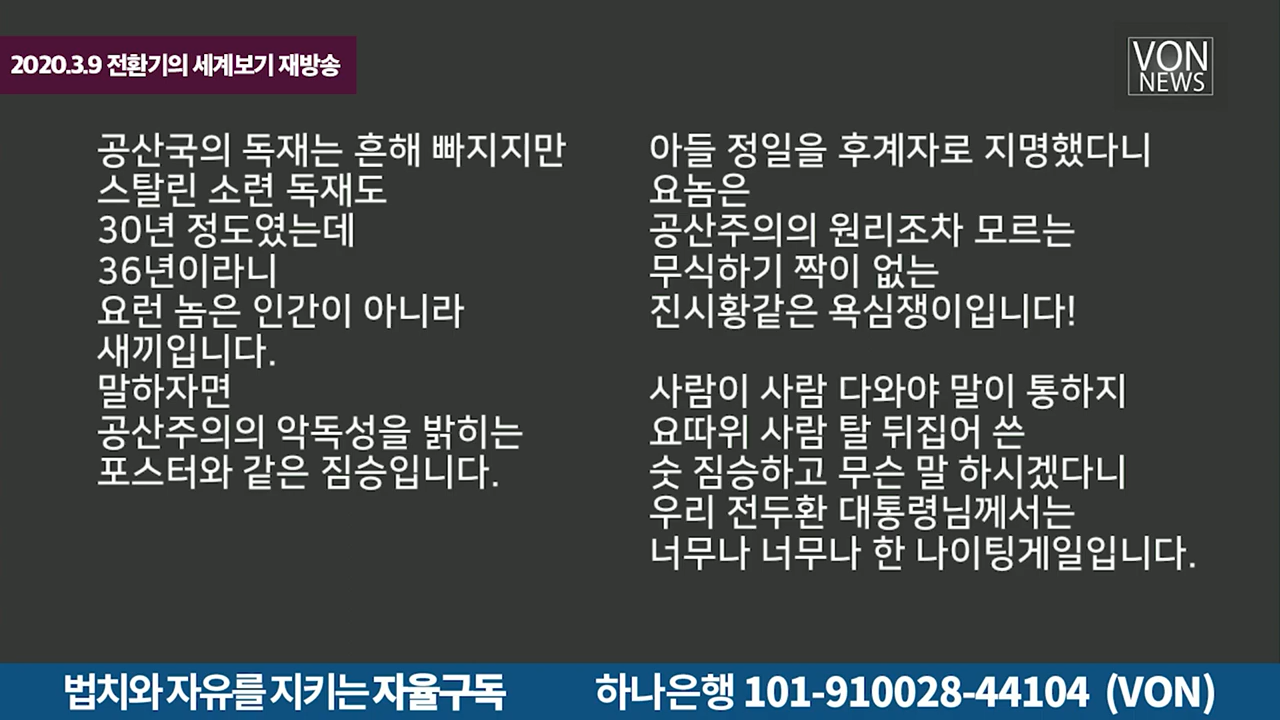 2020.3.9 전환기의 세계보기 재방송
VON
NEWS
공산국의 독재는 흔해 빠지지만
스탈린 소련 독재도
30년 정도였는데
36년이라니
요런 놈은 인간이 아니라
새끼입니다.
말하자면
공산주의의 악독성을 밝히는
포스터와 같은 짐승입니다.
아들 정일을 후계자로 지명했다니
요놈은
공산주의의 원리조차 모르는
무식하기 짝이 없는
진시황같은 욕심쟁이입니다!
사람이 사람 다와야 말이 통하지
요따위 사람 탈 뒤집어 쓴
숫 짐승하고 무슨 말 하시겠다니
우리 전두환 대통령님께서는
너무나 너무나 한 나이팅게일입니다.
법치와 자유를 지키는 자율구독
하나은행 101-910028-44104 (VON)